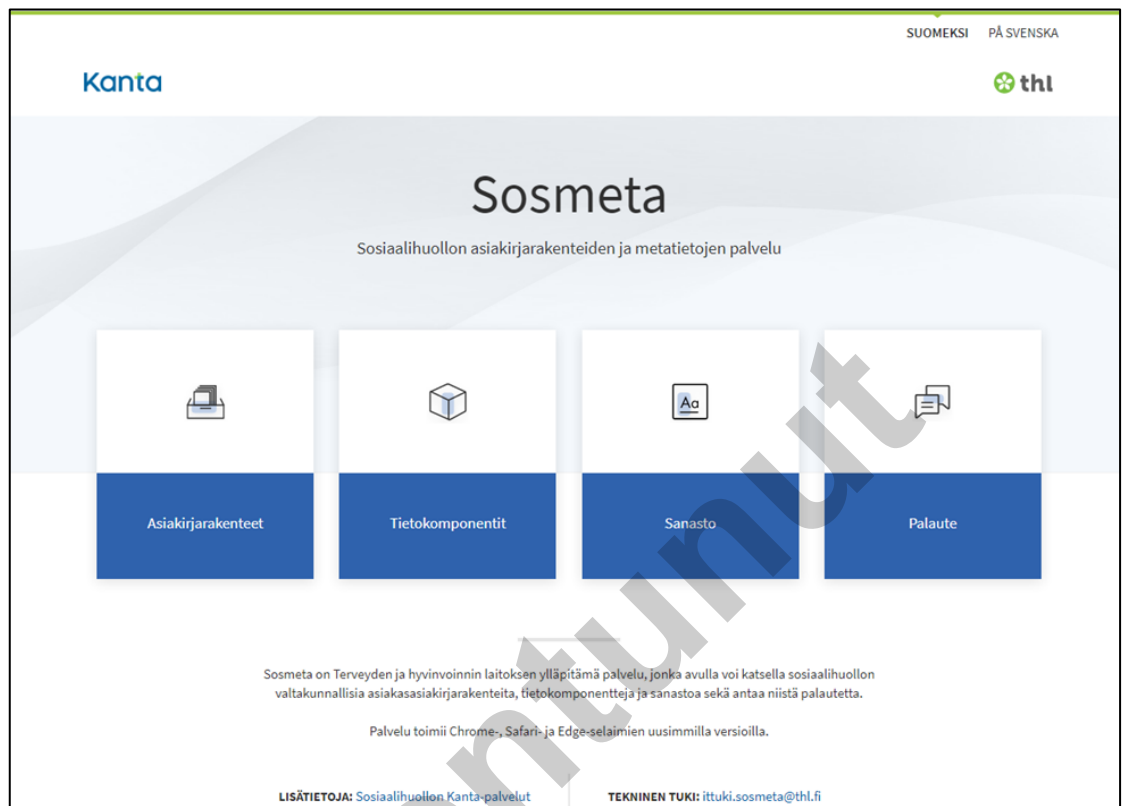 SUOMEKSI PÅ SVENSKA
Kanta
thl
Sosmeta
Sosiaalihuollon asiakirjarakenteiden ja metatietojen palvelu
Aa
Asiakirjarakenteet Tietokomponentit Sanasto Palaute
Sosmeta on Terveyden ja hyvinvoinnin laitoksen ylläpitämä palvelu, jonka avulla voi katsella sosiaalihuollon
valtakunnallisia asiakasasiakirjarakenteita, tietokomponentteja ja sanastoa sekä antaa niistä palautetta.
Palvelu toimii Chrome-, Safari- ja Edge-selaimien uusimmilla versioilla.
LISÄTIETOJA: Sosiaalihuollon Kanta-palvelut TEKNINEN TUKI: ittuki.sosmeta@thl.fi